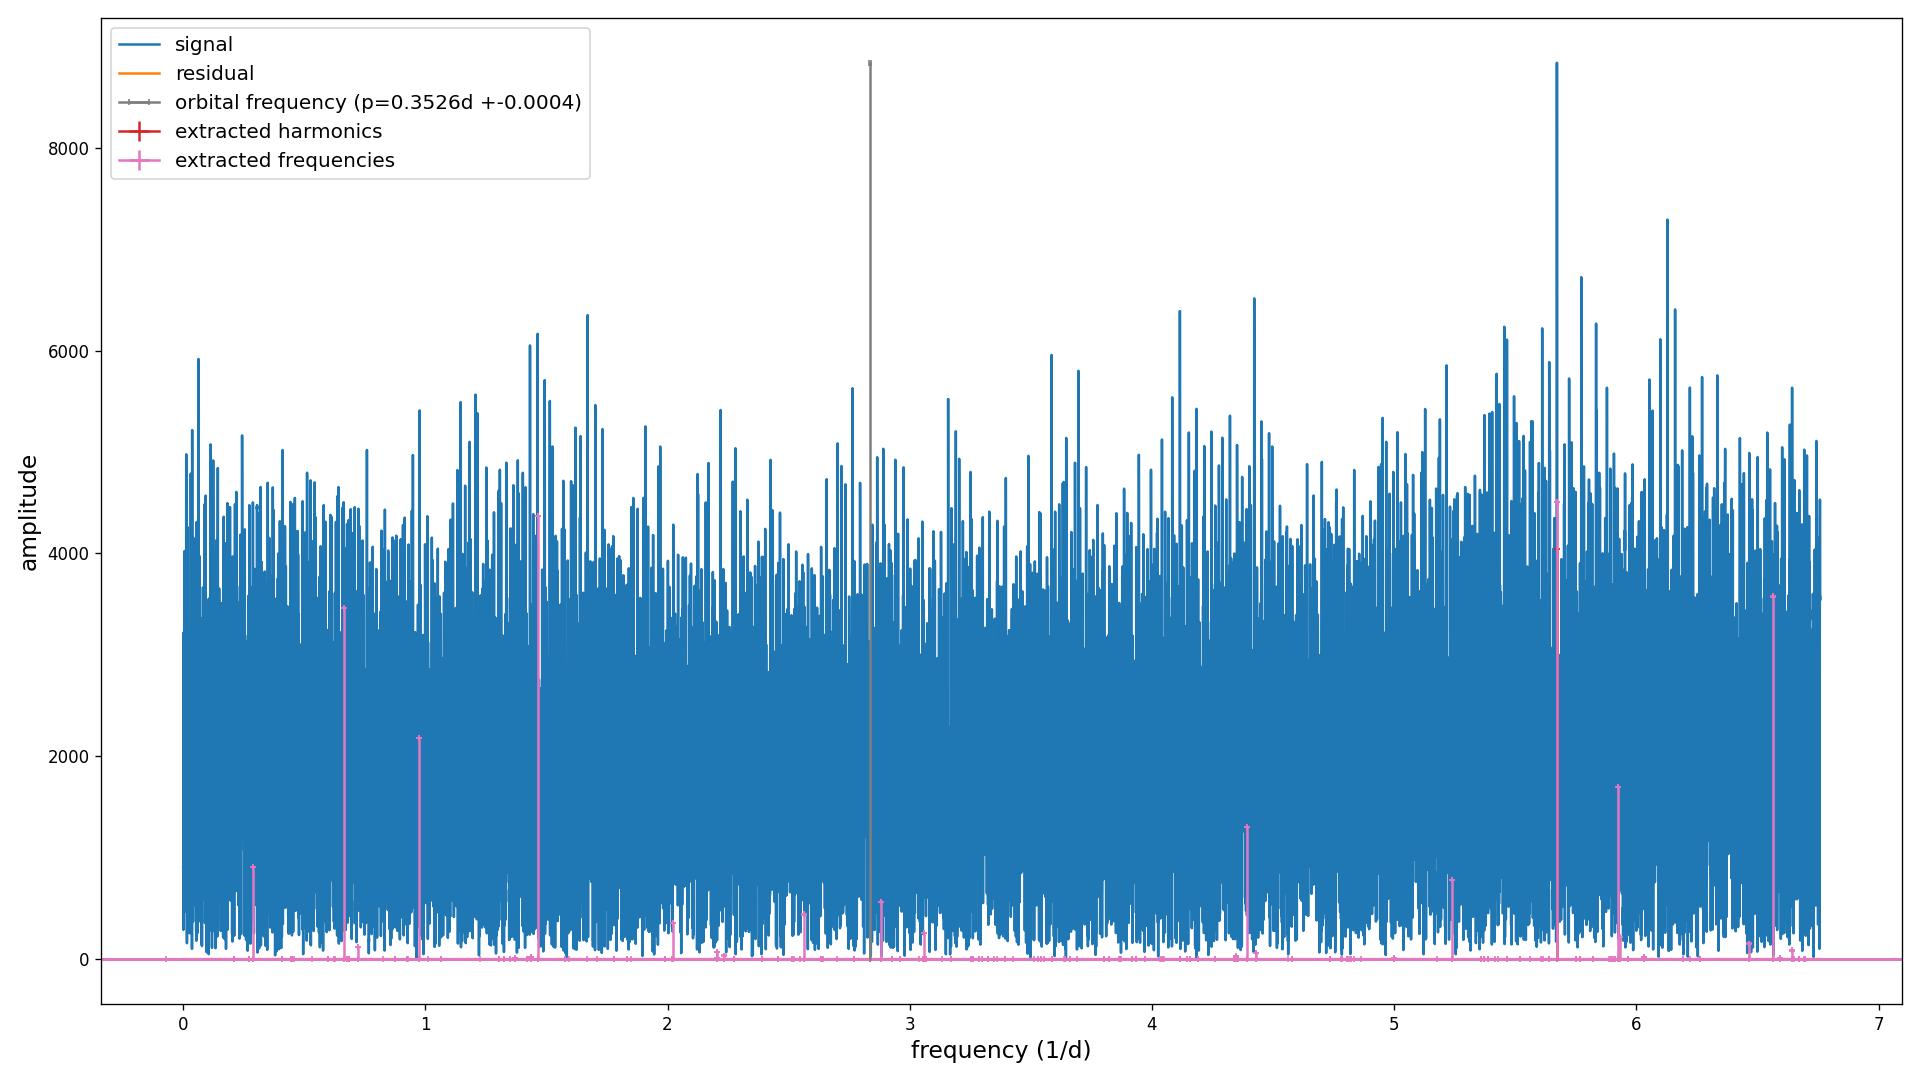 signal
residual
orbital frequency (p=0.3526d +-0.0004)
extracted harmonics
extracted frequencies
8000
6000
4000
2000
0
amplitude
0 1 2 3 4 5 6 7
frequency (1/d)